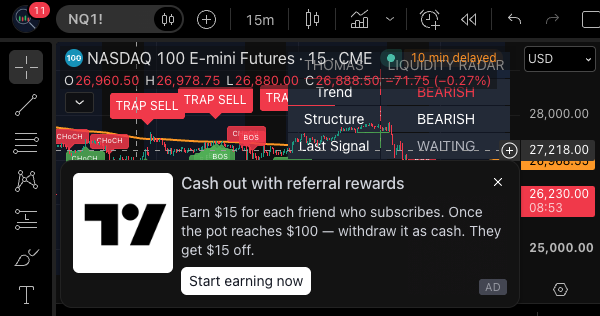 11
NQ1!
15m
100 NASDAQ 100 E-mini Futures · 15 · CME 10 min delayed
USD
THOMAS LIQUIDITY RADAR
O26,960.50 H26,978.75 L26,880.00 C26,888.50 −71.75 (−0.27%)
Trend BEARISH
TRAP SELL TRAP SELL TRA
28,000.00
Structure BEARISH
CHoCH CHoCH BOS
Last Signal WAITING
27,218.00
BOS
Cash out with referral rewards
26,230.00
08:53
Earn $15 for each friend who subscribes. Once
the pot reaches $100 — withdraw it as cash. They
get $15 off.
25,000.00
Start earning now
AD